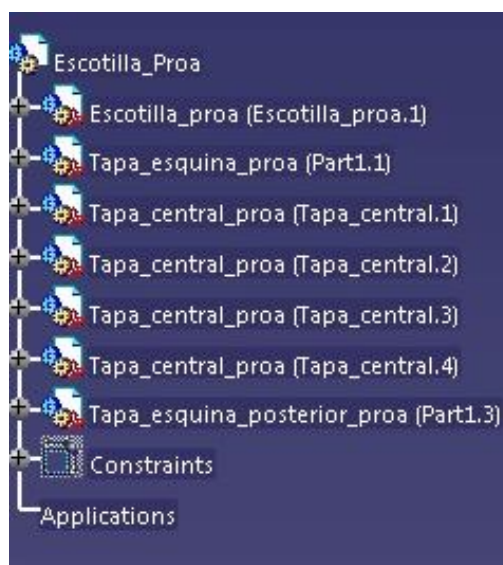 Escotilla_Proa
Escotilla_proa (Escotilla_proa.1)
Tapa_esquina_proa (Part1.1)
Tapa_central_proa (Tapa_central.1)
Tapa_central_proa (Tapa_central.2)
Tapa_central_proa (Tapa_central.3)
Tapa_central_proa (Tapa_central.4)
Tapa_esquina_posterior_proa (Part1.3)
Constraints
Applications